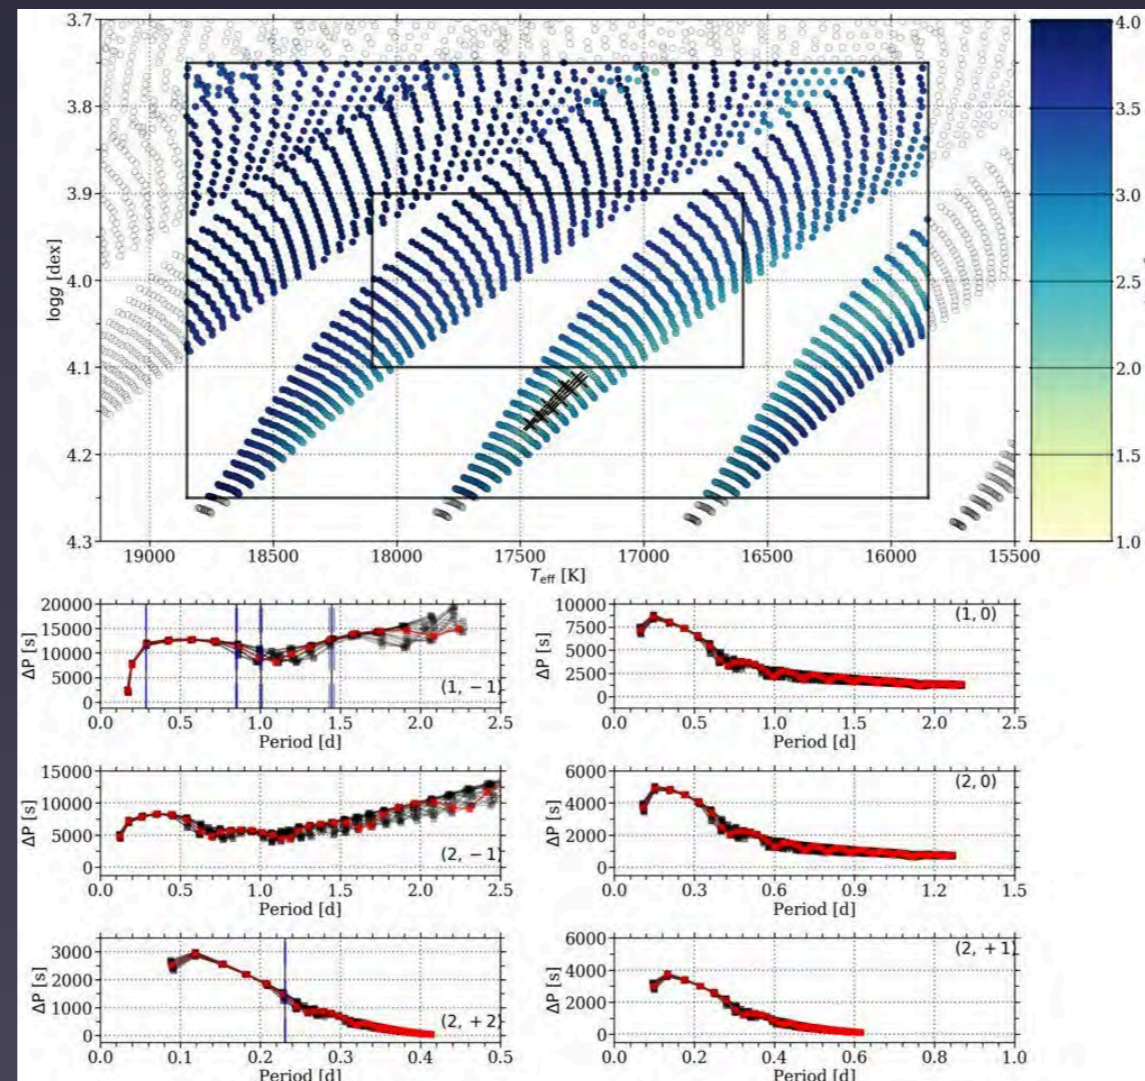 3.7
3.8
3.9
4.0
4.1
4.2
4.3
logg [dex]
19000 18500 18000 17500 17000 16500 16000 15500
T_eff [K]
4.0
3.5
3.0
2.5
2.0
1.5
1.0
20000
15000
10000
5000
0
ΔP [s]
(1, −1)
0.0 0.5 1.0 1.5 2.0 2.5
Period [d]
10000
7500
5000
2500
0
ΔP [s]
(1, 0)
0.0 0.5 1.0 1.5 2.0 2.5
Period [d]
15000
10000
5000
0
ΔP [s]
(2, −1)
0.0 0.5 1.0 1.5 2.0 2.5
Period [d]
6000
4000
2000
0
ΔP [s]
(2, 0)
0.0 0.3 0.6 0.9 1.2 1.5
Period [d]
3000
2000
1000
0
ΔP [s]
(2, +2)
0.0 0.1 0.2 0.3 0.4 0.5
Period [d]
6000
4000
2000
0
ΔP [s]
(2, +1)
0.0 0.2 0.4 0.6 0.8 1.0
Period [d]